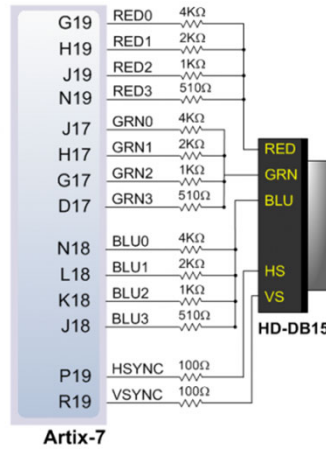 G19 RED0 4KΩ
H19 RED1 2KΩ
J19 RED2 1KΩ
N19 RED3 510Ω
J17 GRN0 4KΩ
H17 GRN1 2KΩ
G17 GRN2 1KΩ
D17 GRN3 510Ω
N18 BLU0 4KΩ
L18 BLU1 2KΩ
K18 BLU2 1KΩ
J18 BLU3 510Ω
P19 HSYNC 100Ω
R19 VSYNC 100Ω
Artix-7
RED
GRN
BLU
HS
VS
HD-DB15